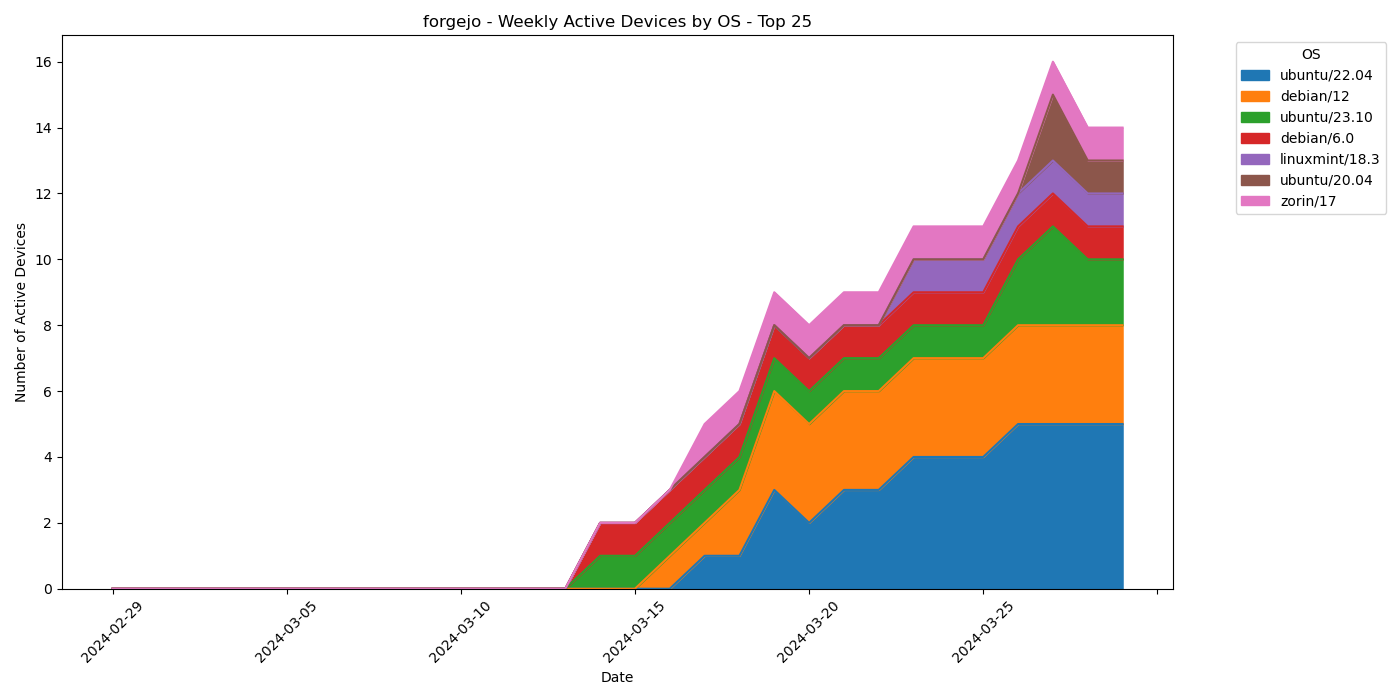 forgejo - Weekly Active Devices by OS - Top 25
Number of Active Devices
16
14
12
10
8
6
4
2
0
2024-02-29
2024-03-05
2024-03-10
2024-03-15
2024-03-20
2024-03-25
Date
OS
ubuntu/22.04
debian/12
ubuntu/23.10
debian/6.0
linuxmint/18.3
ubuntu/20.04
zorin/17